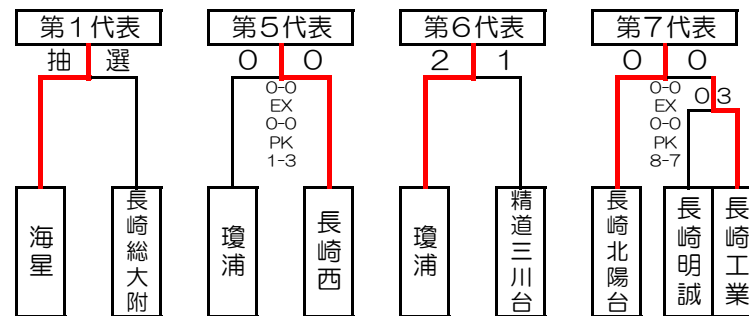 第1代表
抽 選
海星
長崎総大附
第5代表
0 0
0-0
EX
0-0
PK
1-3
瓊浦
長崎西
第6代表
2 1
瓊浦
精道三川台
第7代表
0 0
0-0
EX
0-0
PK
8-7
0 3
長崎北陽台
長崎明誠
長崎工業